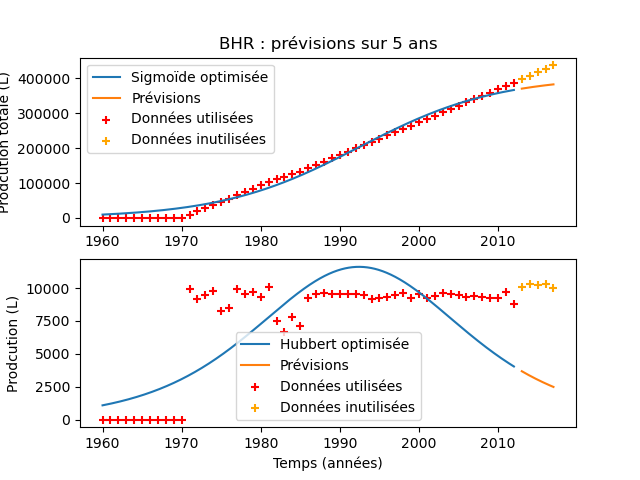 BHR : prévisions sur 5 ans
Prodcution totale (L)
400000
300000
200000
100000
0
Sigmoïde optimisée
Prévisions
Données utilisées
Données inutilisées
1960 1970 1980 1990 2000 2010
Prodcution (L)
10000
7500
5000
2500
0
Hubbert optimisée
Prévisions
Données utilisées
Données inutilisées
1960 1970 1980 1990 2000 2010
Temps (années)